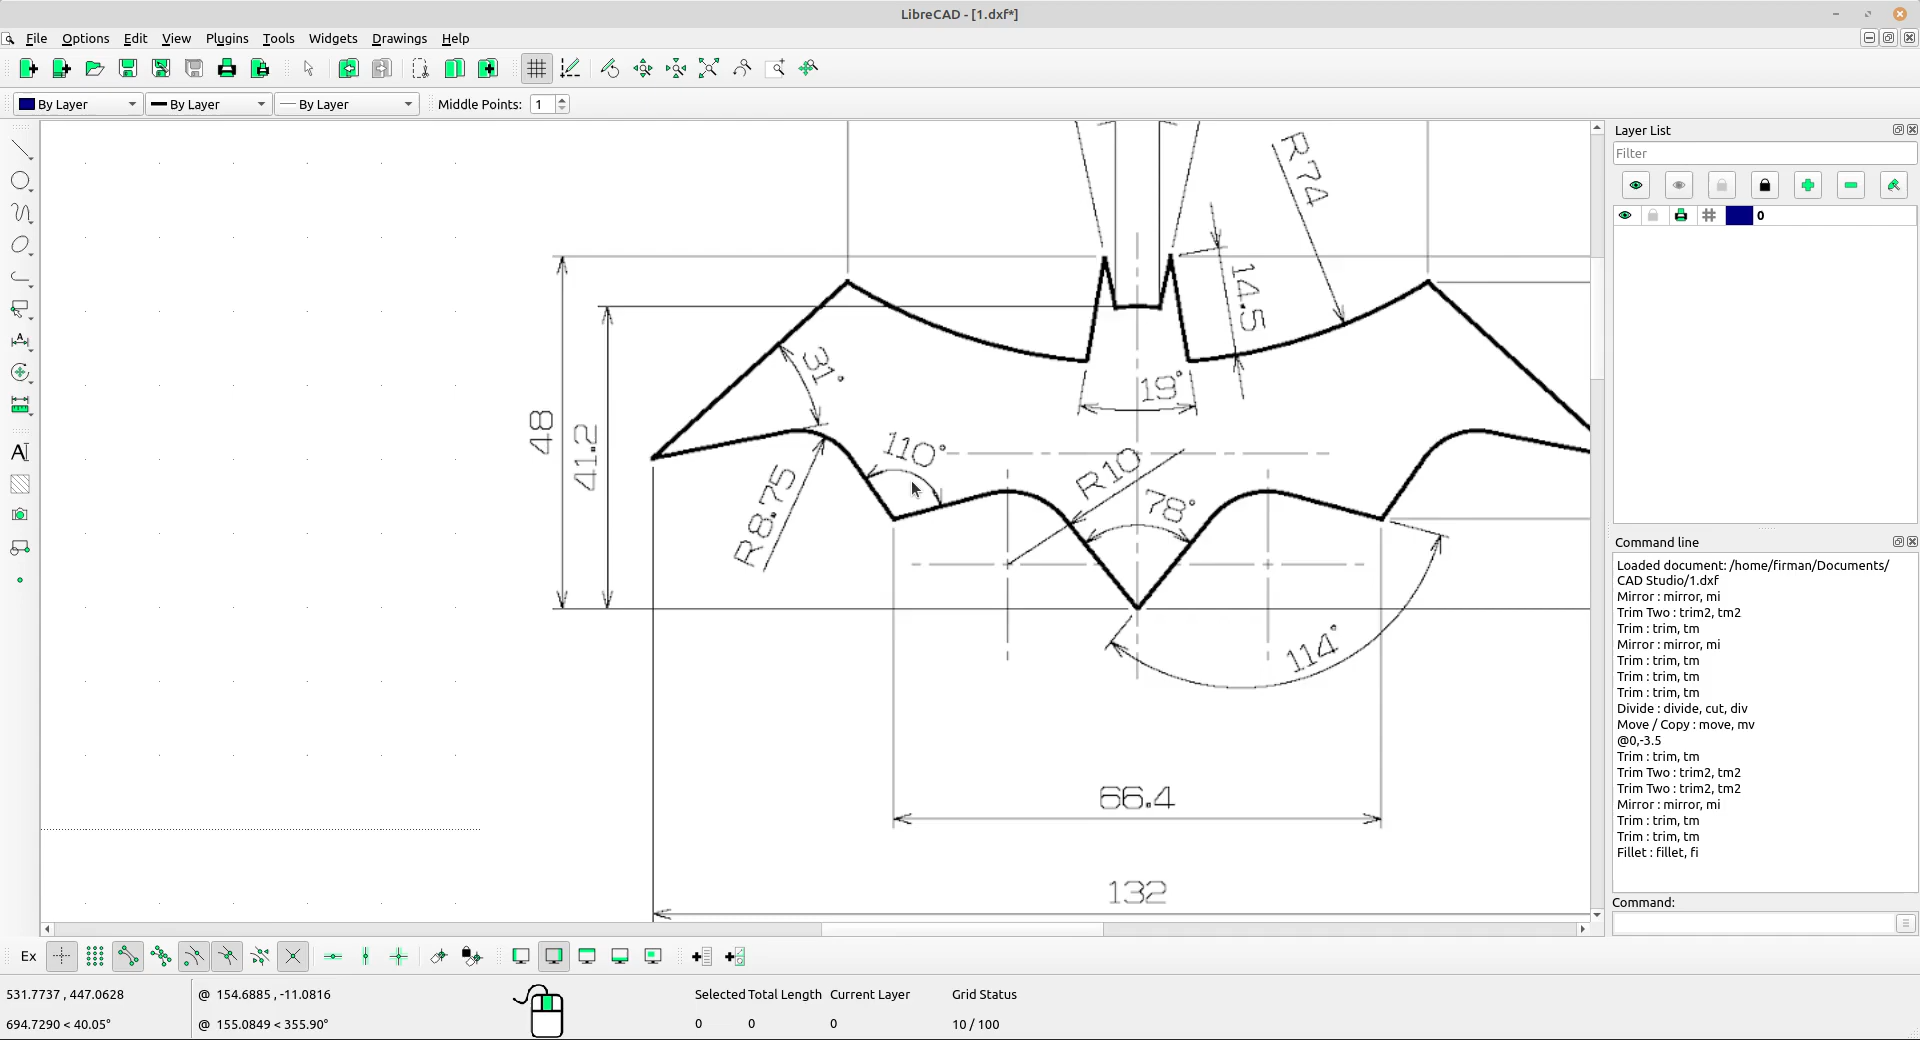 LibreCAD - [1.dxf*]
File Options Edit View Plugins Tools Widgets Drawings Help
By Layer By Layer By Layer Middle Points: 1
Layer List
Filter
0
R74
14.5
31°
19°
48
41.2
110°
R10
78°
R8.75
114°
66.4
132
Command line
Loaded document: /home/firman/Documents/
CAD Studio/1.dxf
Mirror : mirror, mi
Trim Two : trim2, tm2
Trim : trim, tm
Mirror : mirror, mi
Trim : trim, tm
Trim : trim, tm
Trim : trim, tm
Divide : divide, cut, div
Move / Copy : move, mv
@0,-3.5
Trim : trim, tm
Trim Two : trim2, tm2
Trim Two : trim2, tm2
Mirror : mirror, mi
Trim : trim, tm
Trim : trim, tm
Fillet : fillet, fi
Command:
Ex
531.7737 , 447.0628 @ 154.6885 , -11.0816 Selected Total Length Current Layer Grid Status
694.7290 < 40.05° @ 155.0849 < 355.90° 0 0 0 10 / 100